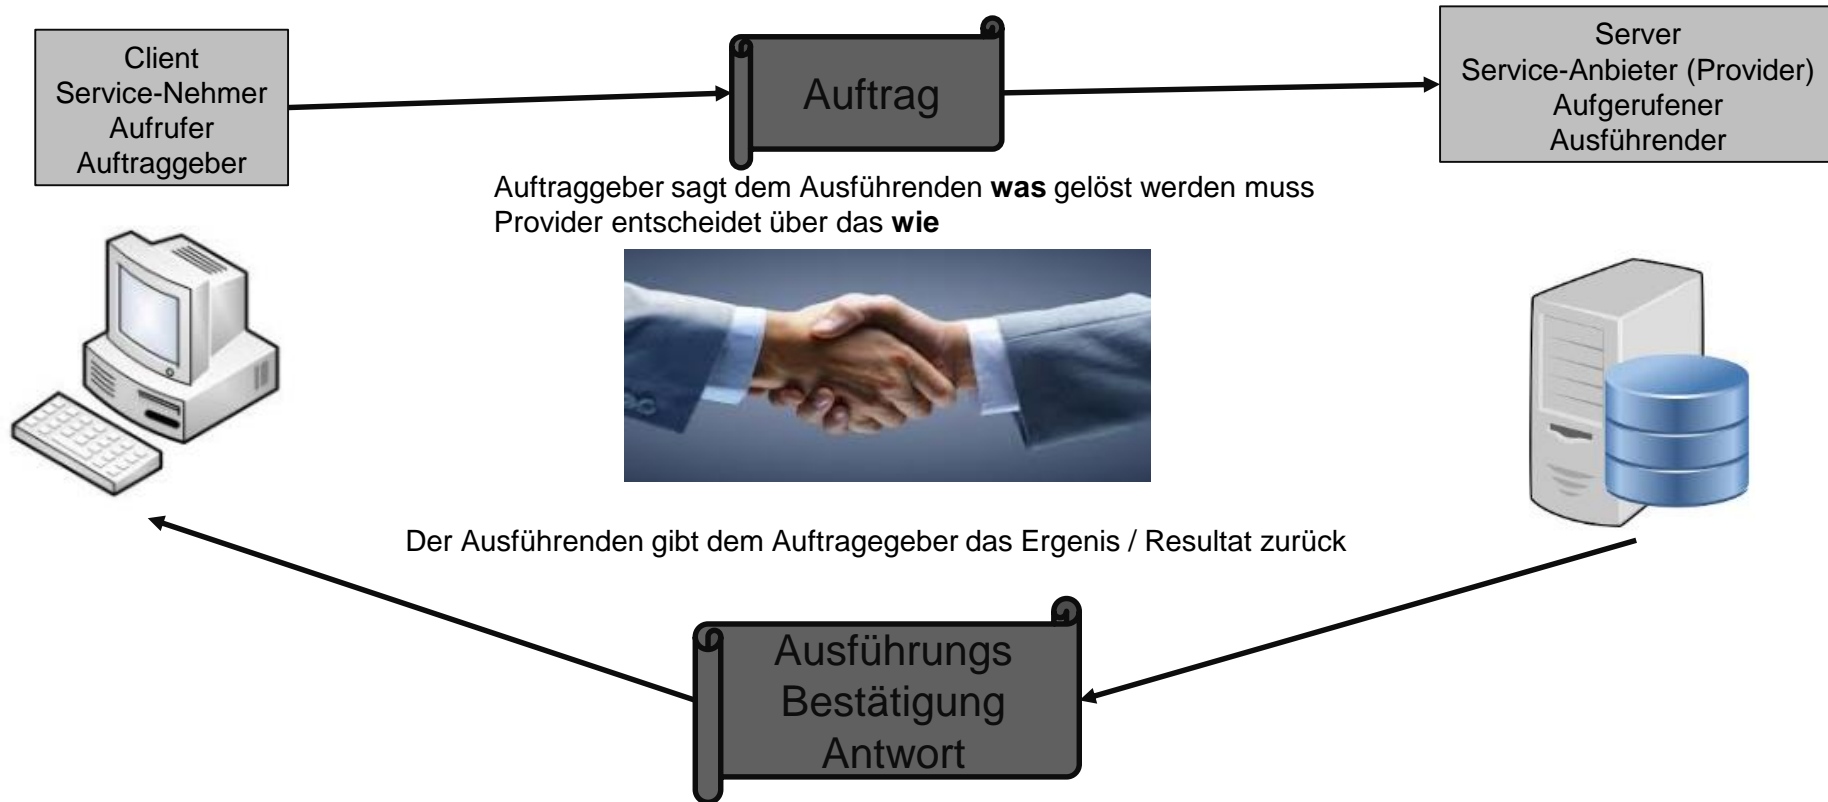 Client
Service-Nehmer
Aufrufer
Auftraggeber
Auftrag
Server
Service-Anbieter (Provider)
Aufgerufener
Ausführender
Auftraggeber sagt dem Ausführenden was gelöst werden muss
Provider entscheidet über das wie
Der Ausführenden gibt dem Auftragegeber das Ergenis / Resultat zurück
Ausführungs
Bestätigung
Antwort